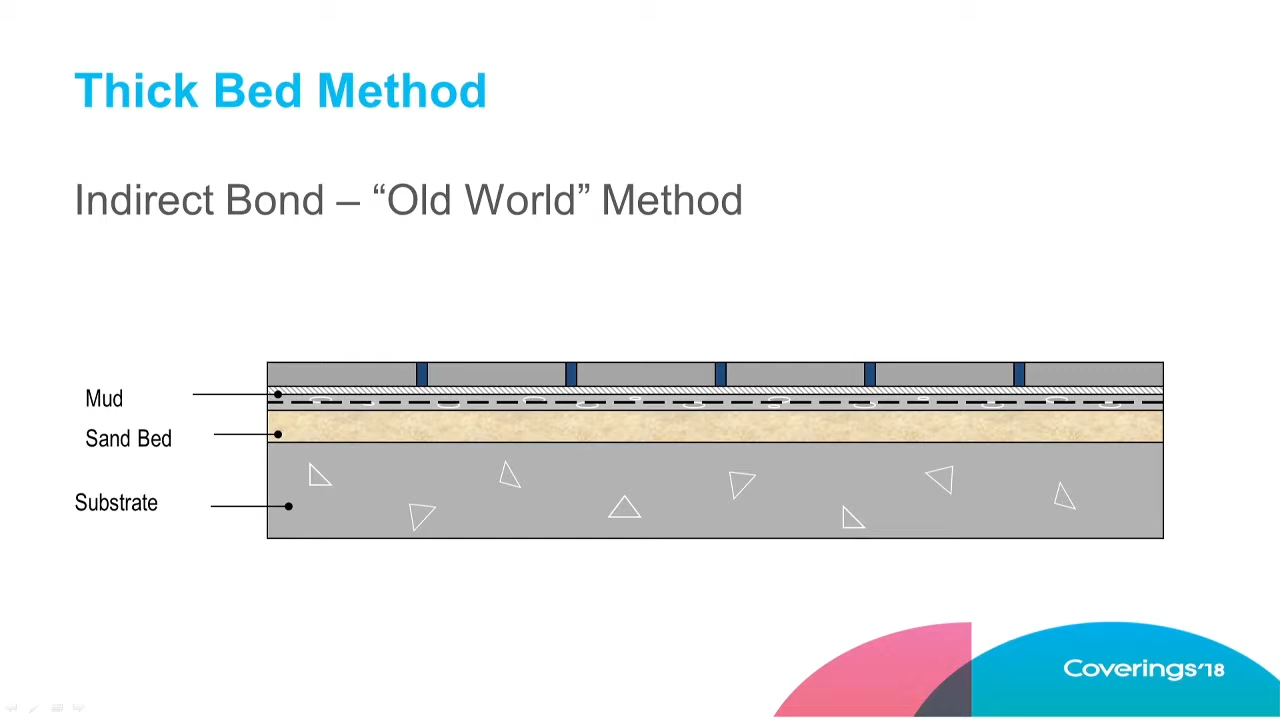 Thick Bed Method
Indirect Bond – “Old World” Method
Mud
Sand Bed
Substrate
Coverings'18